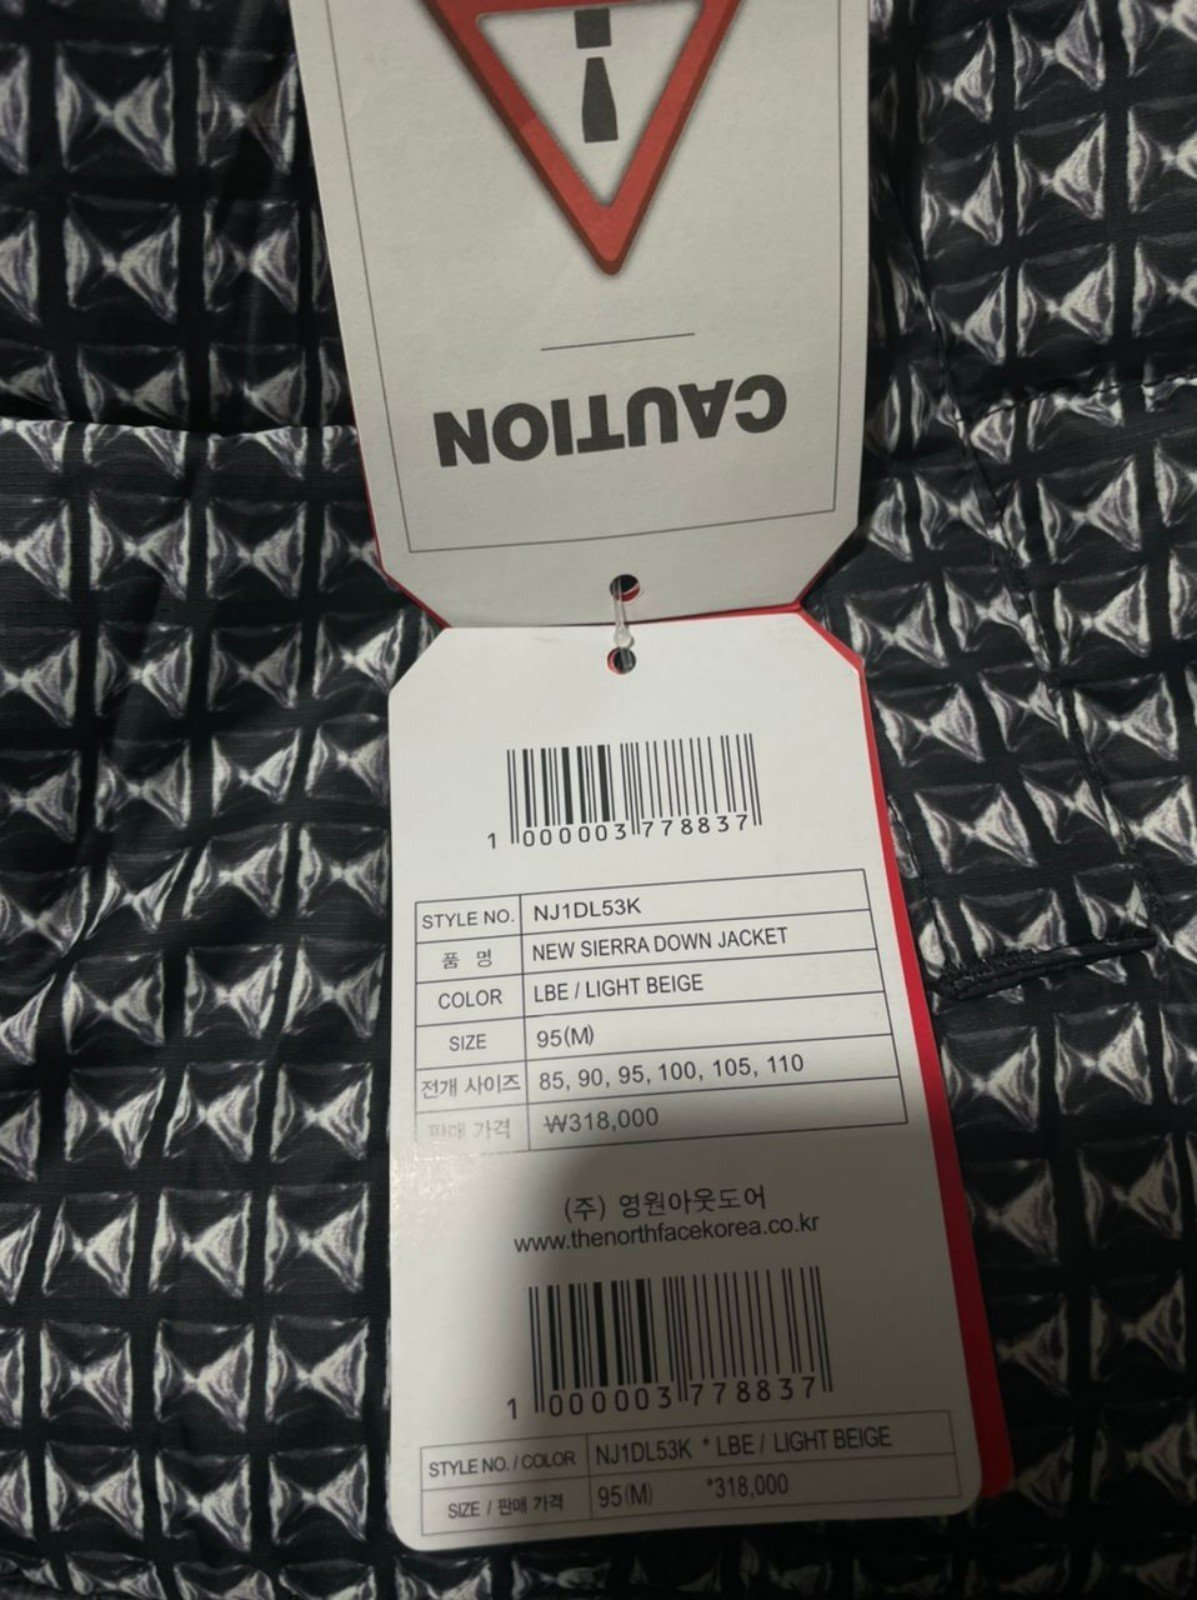 CAUTION
1 000003 778837
STYLE NO. NJ1DL53K
품 명 NEW SIERRA DOWN JACKET
COLOR LBE / LIGHT BEIGE
SIZE 95(M)
전개 사이즈 85, 90, 95, 100, 105, 110
판매 가격 ₩318,000
(주) 영원아웃도어
www.thenorthfacekorea.co.kr
1 000003 778837
STYLE NO. / COLOR NJ1DL53K * LBE / LIGHT BEIGE
SIZE / 판매 가격 95(M) *318,000